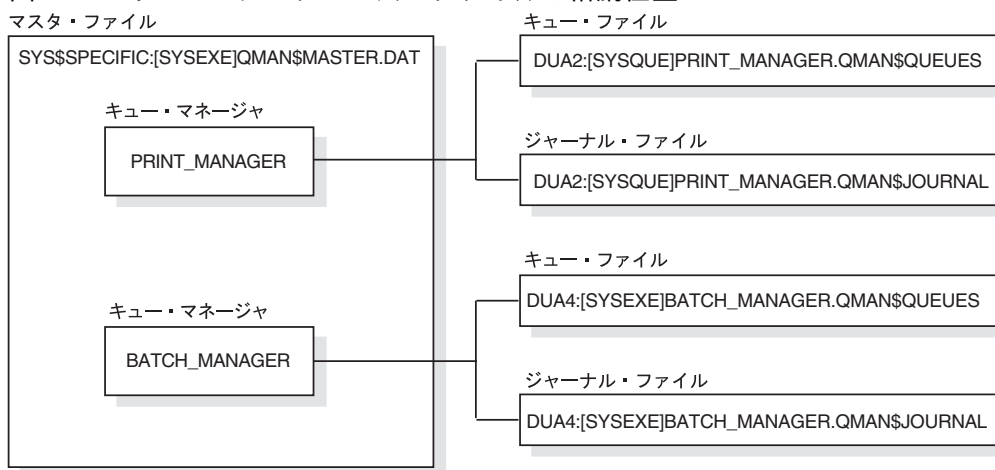 マスタ・ファイル
SYS$SPECIFIC:[SYSEXE]QMAN$MASTER.DAT
キュー・マネージャ
PRINT_MANAGER
キュー・マネージャ
BATCH_MANAGER
キュー・ファイル
DUA2:[SYSQUE]PRINT_MANAGER.QMAN$QUEUES
ジャーナル・ファイル
DUA2:[SYSQUE]PRINT_MANAGER.QMAN$JOURNAL
キュー・ファイル
DUA4:[SYSEXE]BATCH_MANAGER.QMAN$QUEUES
ジャーナル・ファイル
DUA4:[SYSEXE]BATCH_MANAGER.QMAN$JOURNAL